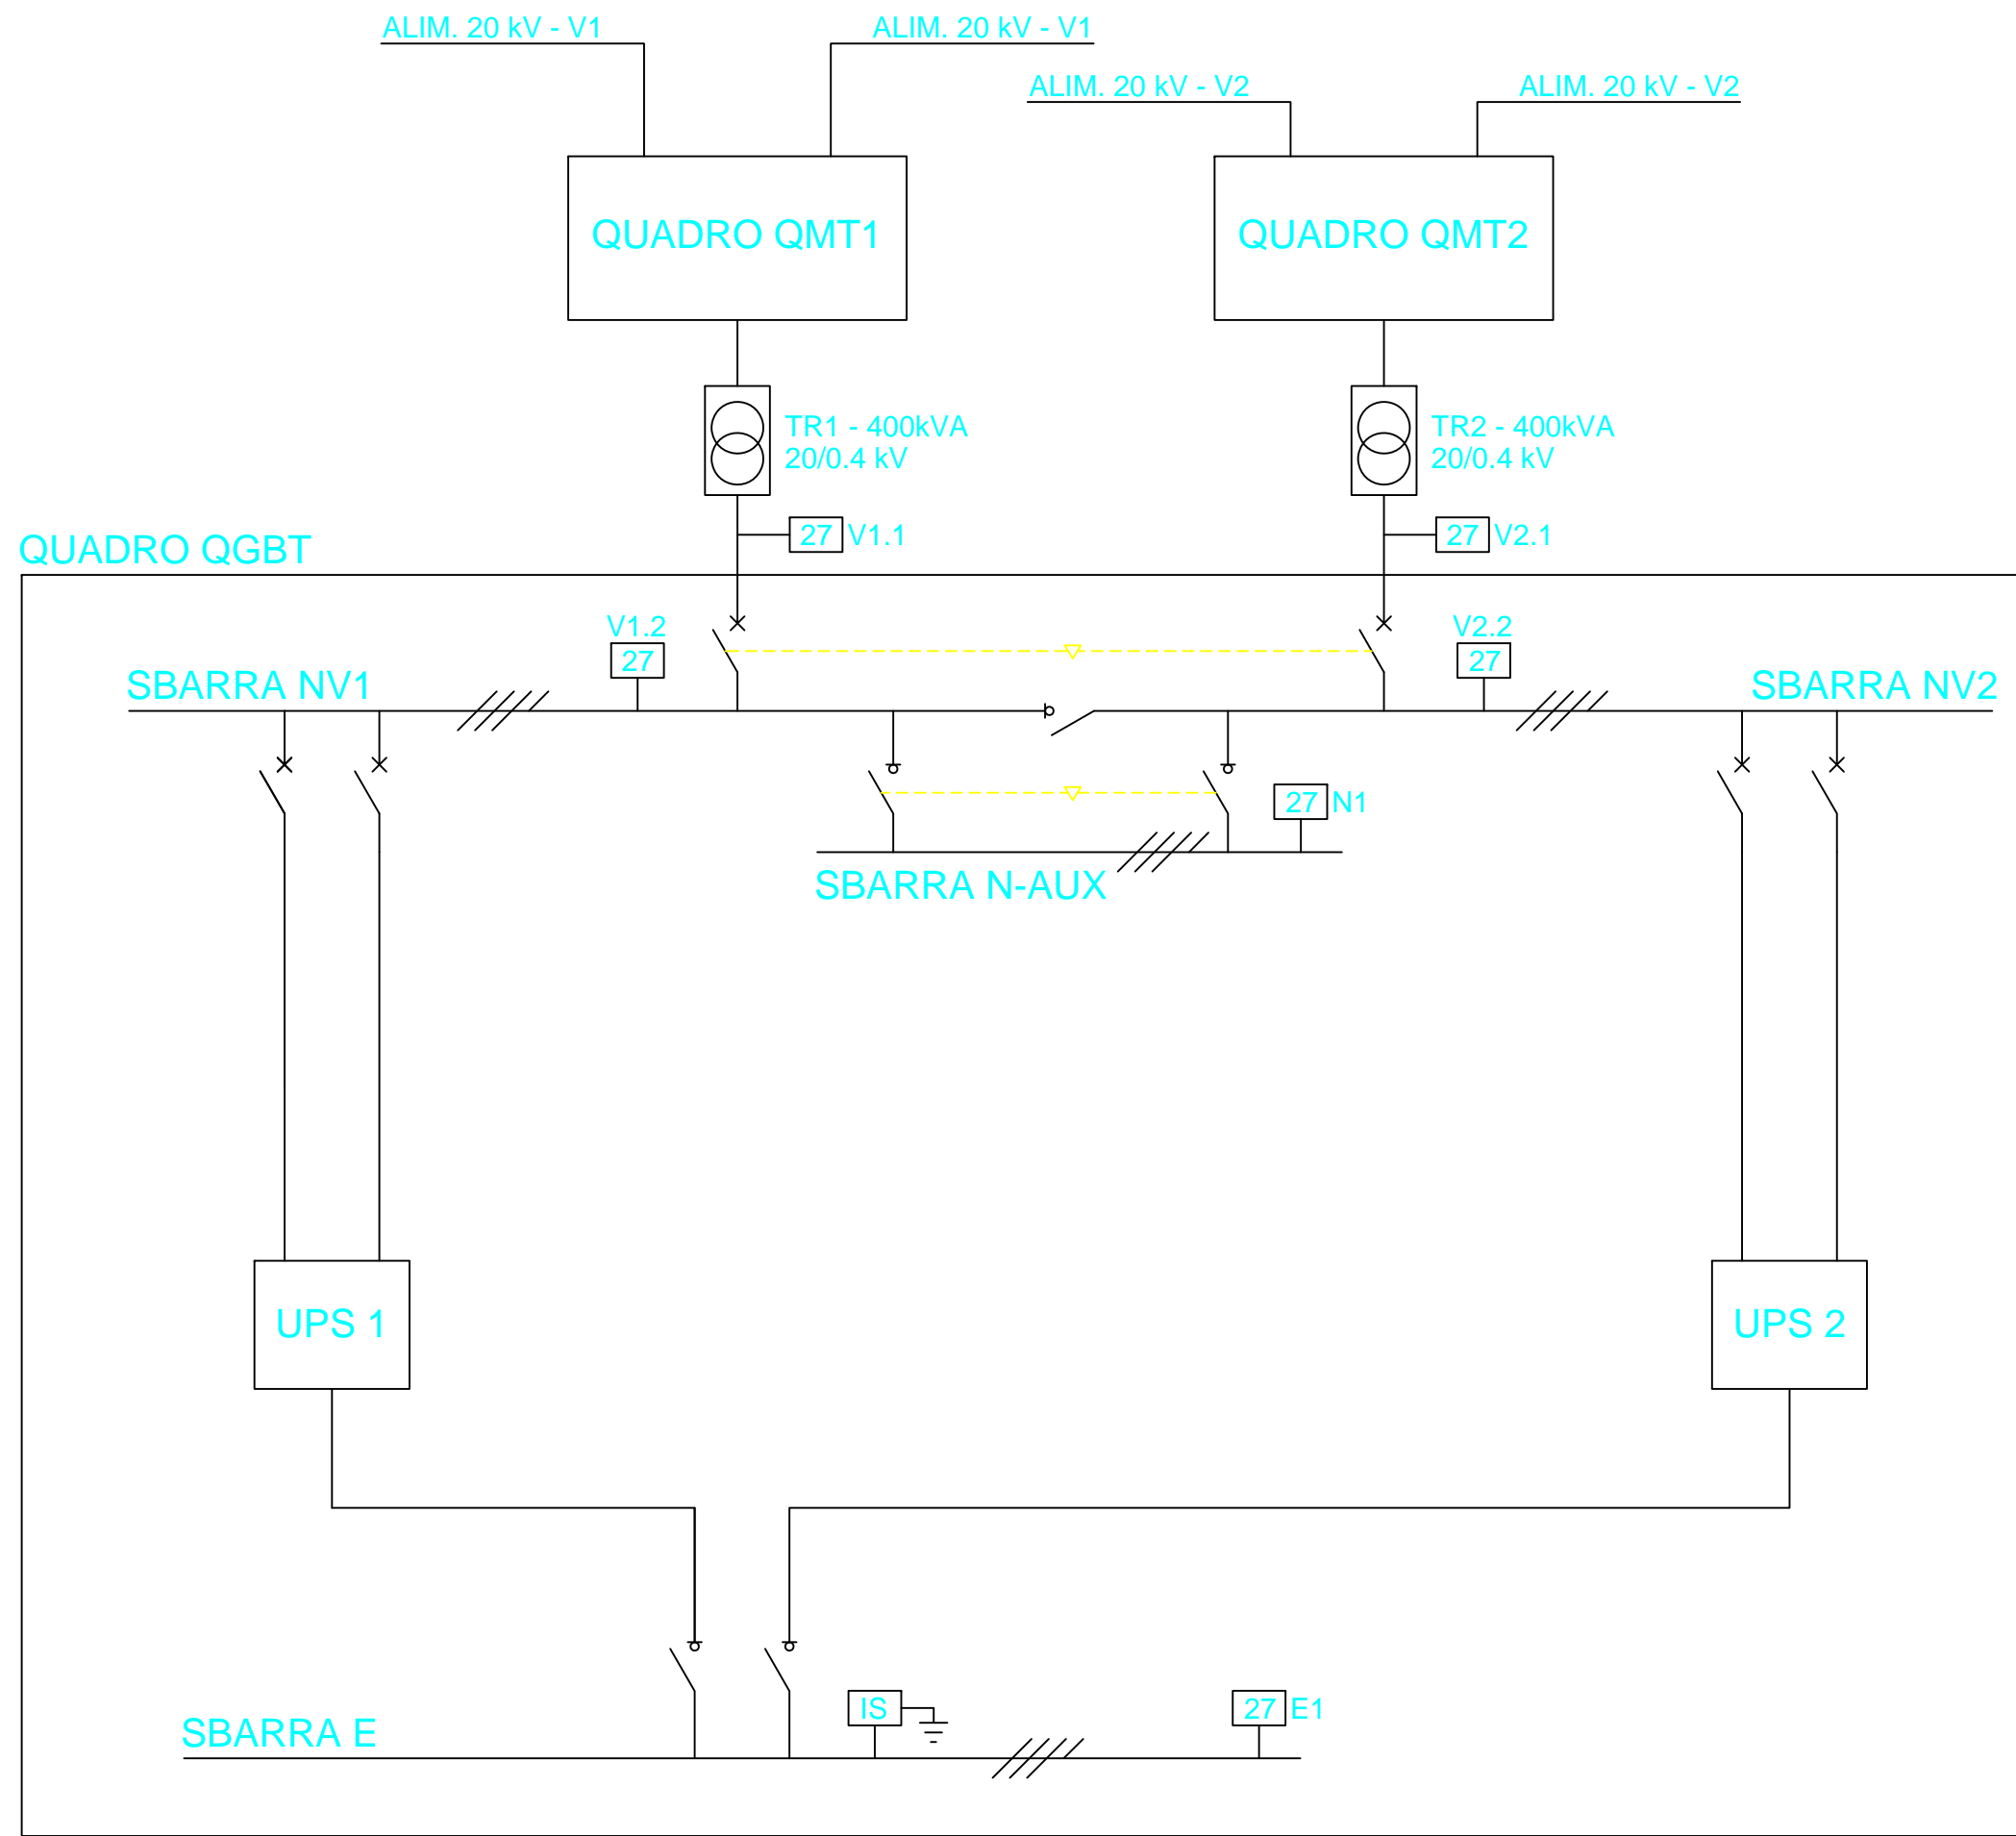 ALIM. 20 kV - V1
ALIM. 20 kV - V1
ALIM. 20 kV - V2
ALIM. 20 kV - V2
QUADRO QMT1
QUADRO QMT2
TR1 - 400kVA
20/0.4 kV
TR2 - 400kVA
20/0.4 kV
27 V1.1
27 V2.1
QUADRO QGBT
V1.2
27
V2.2
27
SBARRA NV1
SBARRA NV2
27 N1
SBARRA N-AUX
UPS 1
UPS 2
IS
27 E1
SBARRA E